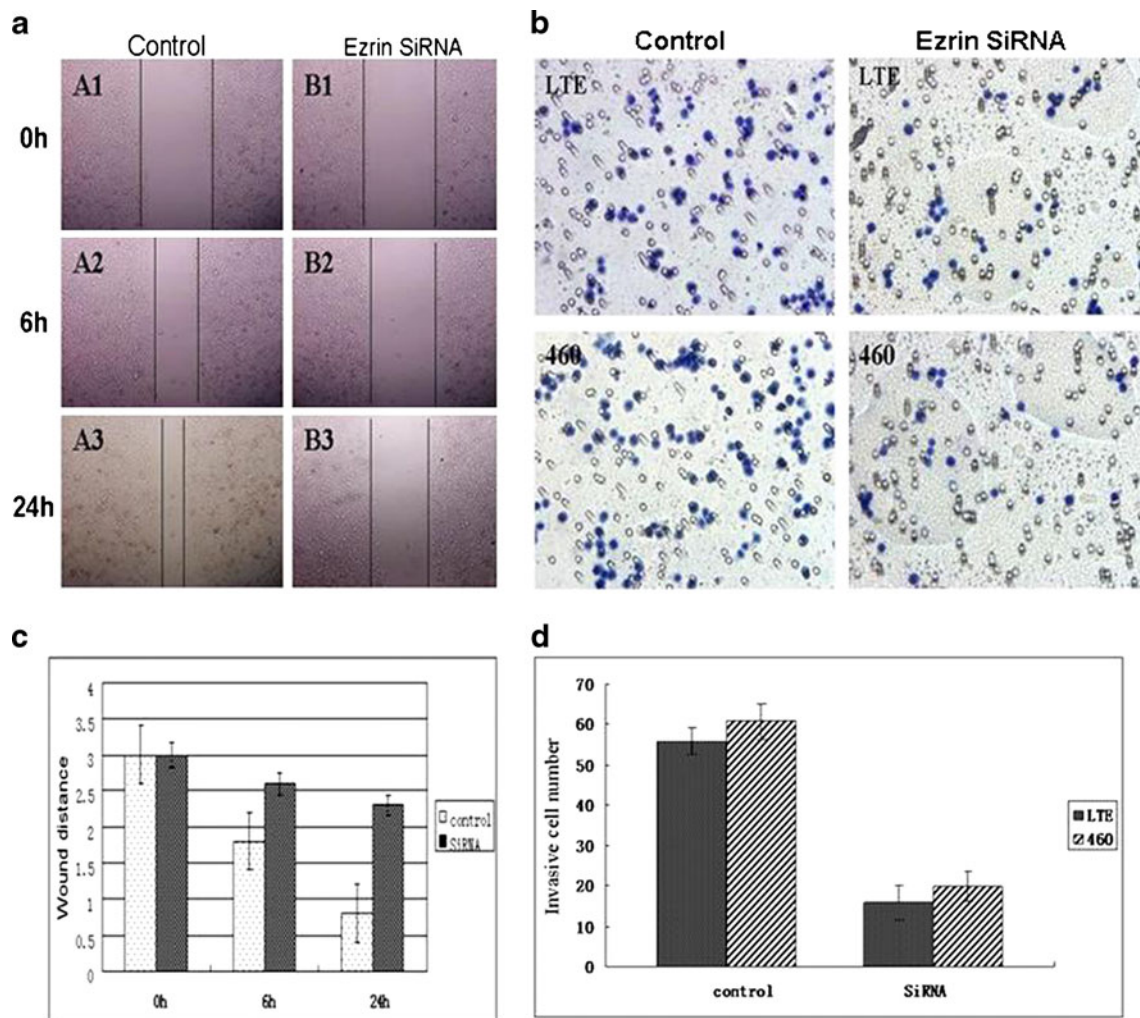 a
Control
Ezrin SiRNA
0h
A1
B1
6h
A2
B2
24h
A3
B3
b
Control
Ezrin SiRNA
LTE
LTE
460
460
c
Wound distance
4
3.5
3
2.5
2
1.5
1
0.5
0
0h
6h
24h
control
SiRNA
d
Invasive cell number
70
60
50
40
30
20
10
0
control
SiRNA
LTE
460